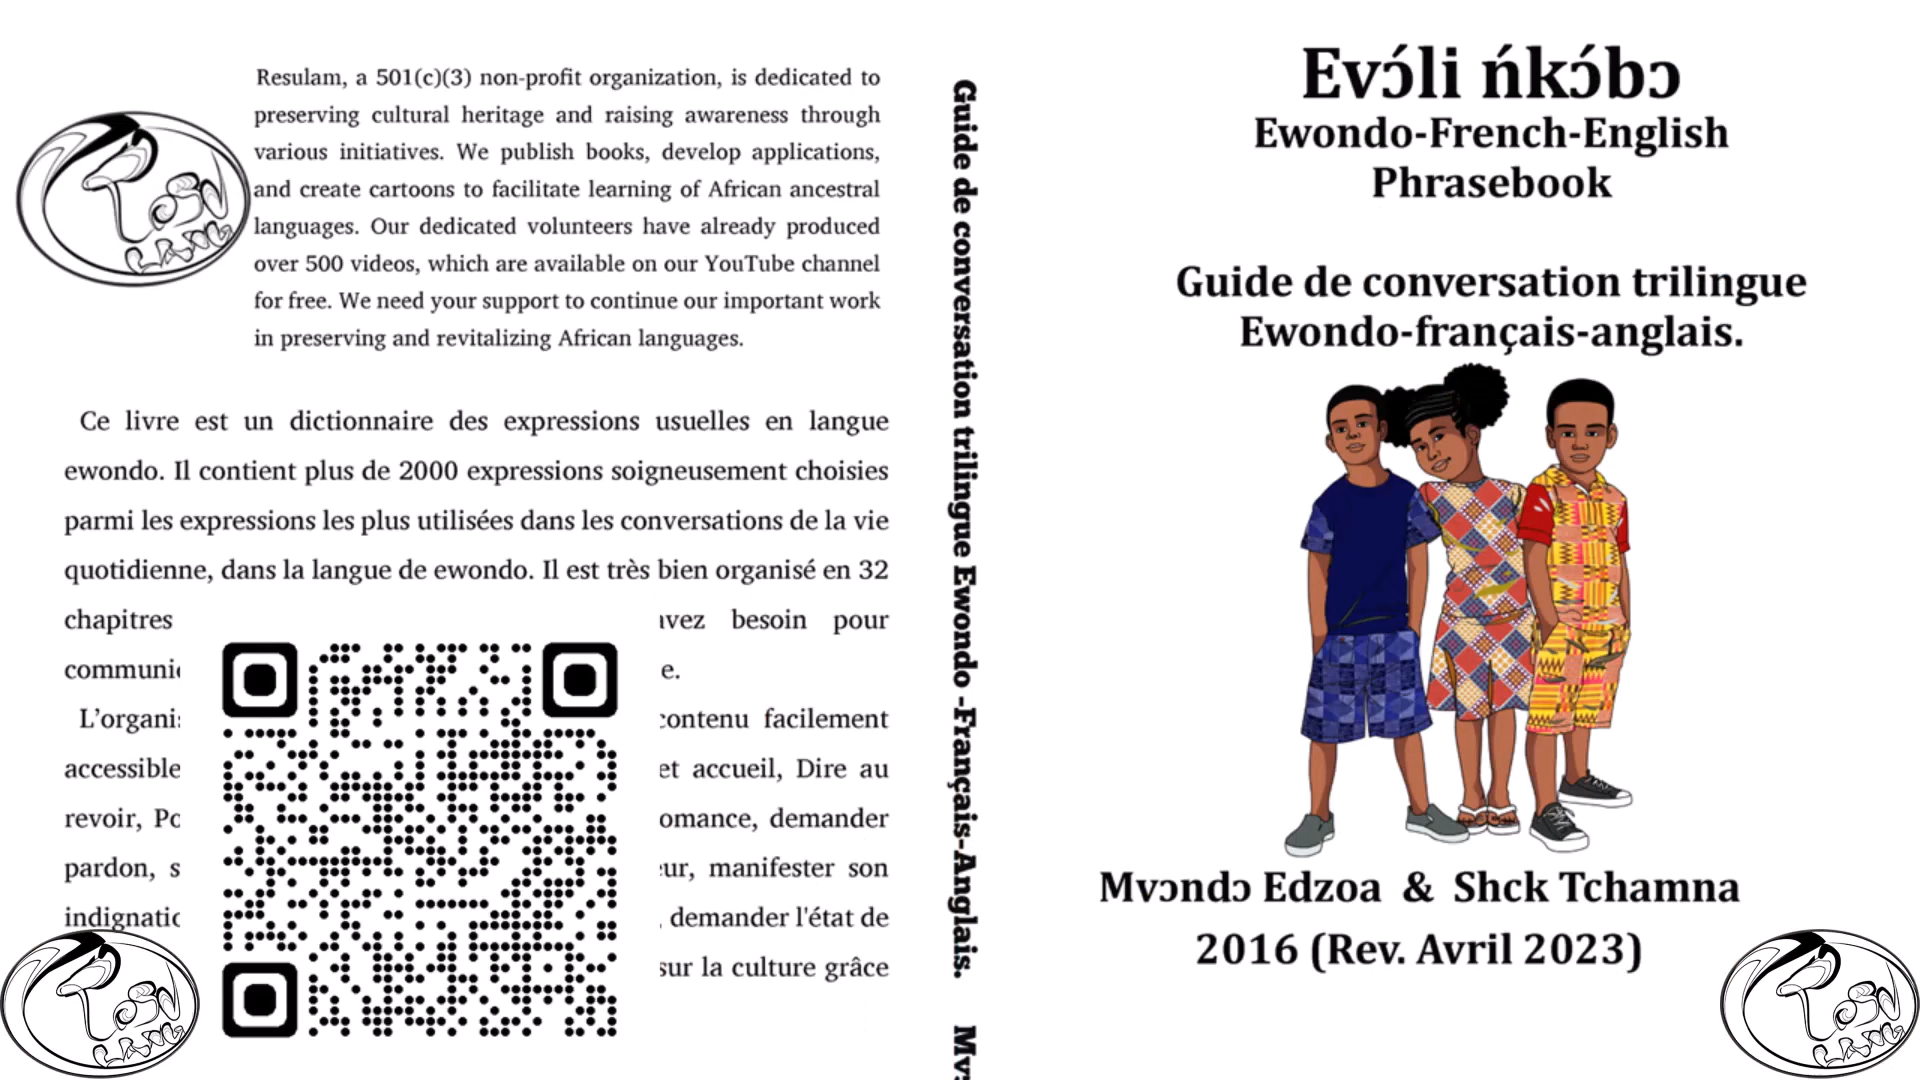 Resulam, a 501(c)(3) non-profit organization, is dedicated to
preserving cultural heritage and raising awareness through
various initiatives. We publish books, develop applications,
and create cartoons to facilitate learning of African ancestral
languages. Our dedicated volunteers have already produced
over 500 videos, which are available on our YouTube channel
for free. We need your support to continue our important work
in preserving and revitalizing African languages.
Ce livre est un dictionnaire des expressions usuelles en langue
ewondo. Il contient plus de 2000 expressions soigneusement choisies
parmi les expressions les plus utilisées dans les conversations de la vie
quotidienne, dans la langue de ewondo. Il est très bien organisé en 32
chapitres besoin pour
contenu facilement
accessible et accueil, Dire au
revoir, demander
pardon, manifester son
demander l'état de
sur la culture grâce
Guide de conversation trilingue Ewondo -Français-Anglais.
Evɔ́li ńkɔ́bɔ
Ewondo-French-English
Phrasebook
Guide de conversation trilingue
Ewondo-français-anglais.
Mvɔndɔ Edzoa & Shck Tchamna
2016 (Rev. Avril 2023)